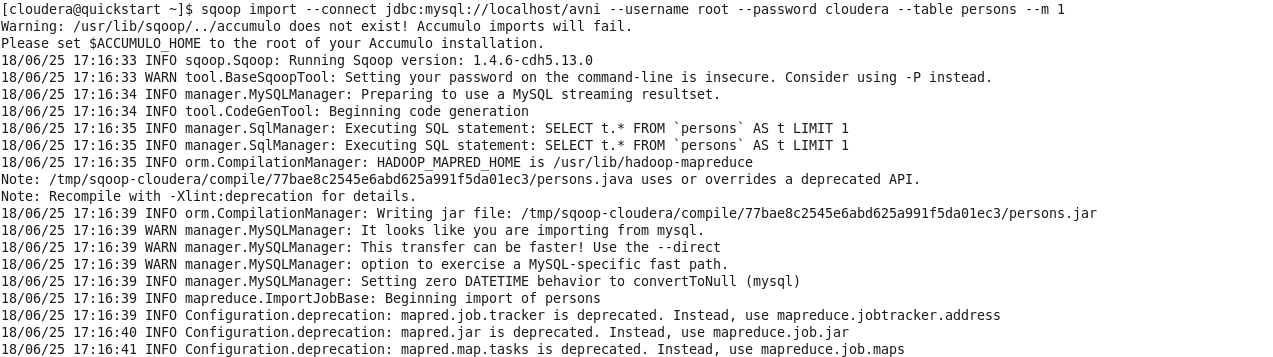 [cloudera@quickstart ~]$ sqoop import --connect jdbc:mysql://localhost/avni --username root --password cloudera --table persons --m 1
Warning: /usr/lib/sqoop/../accumulo does not exist! Accumulo imports will fail.
Please set $ACCUMULO_HOME to the root of your Accumulo installation.
18/06/25 17:16:33 INFO sqoop.Sqoop: Running Sqoop version: 1.4.6-cdh5.13.0
18/06/25 17:16:33 WARN tool.BaseSqoopTool: Setting your password on the command-line is insecure. Consider using -P instead.
18/06/25 17:16:34 INFO manager.MySQLManager: Preparing to use a MySQL streaming resultset.
18/06/25 17:16:34 INFO tool.CodeGenTool: Beginning code generation
18/06/25 17:16:35 INFO manager.SqlManager: Executing SQL statement: SELECT t.* FROM `persons` AS t LIMIT 1
18/06/25 17:16:35 INFO manager.SqlManager: Executing SQL statement: SELECT t.* FROM `persons` AS t LIMIT 1
18/06/25 17:16:35 INFO orm.CompilationManager: HADOOP_MAPRED_HOME is /usr/lib/hadoop-mapreduce
Note: /tmp/sqoop-cloudera/compile/77bae8c2545e6abd625a991f5da01ec3/persons.java uses or overrides a deprecated API.
Note: Recompile with -Xlint:deprecation for details.
18/06/25 17:16:39 INFO orm.CompilationManager: Writing jar file: /tmp/sqoop-cloudera/compile/77bae8c2545e6abd625a991f5da01ec3/persons.jar
18/06/25 17:16:39 WARN manager.MySQLManager: It looks like you are importing from mysql.
18/06/25 17:16:39 WARN manager.MySQLManager: This transfer can be faster! Use the --direct
18/06/25 17:16:39 WARN manager.MySQLManager: option to exercise a MySQL-specific fast path.
18/06/25 17:16:39 INFO manager.MySQLManager: Setting zero DATETIME behavior to convertToNull (mysql)
18/06/25 17:16:39 INFO mapreduce.ImportJobBase: Beginning import of persons
18/06/25 17:16:39 INFO Configuration.deprecation: mapred.job.tracker is deprecated. Instead, use mapreduce.jobtracker.address
18/06/25 17:16:40 INFO Configuration.deprecation: mapred.jar is deprecated. Instead, use mapreduce.job.jar
18/06/25 17:16:41 INFO Configuration.deprecation: mapred.map.tasks is deprecated. Instead, use mapreduce.job.maps